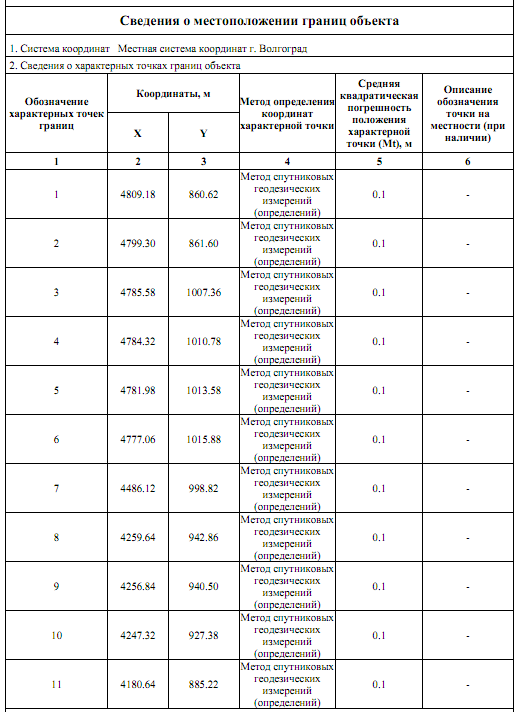 Сведения о местоположении границ объекта
1. Система координат Местная система координат г. Волгоград
2. Сведения о характерных точках границ объекта
Обозначение
характерных точек
границ
Координаты, м
X
Y
Метод определения
координат
характерной точки
Средняя
квадратическая
погрешность
положения
характерной
точки (Mt), м
Описание
обозначения
точки на
местности (при
наличии)
1 2 3 4 5 6
1 4809.18 860.62 Метод спутниковых
геодезических
измерений
(определений) 0.1 -
2 4799.30 861.60 Метод спутниковых
геодезических
измерений
(определений) 0.1 -
3 4785.58 1007.36 Метод спутниковых
геодезических
измерений
(определений) 0.1 -
4 4784.32 1010.78 Метод спутниковых
геодезических
измерений
(определений) 0.1 -
5 4781.98 1013.58 Метод спутниковых
геодезических
измерений
(определений) 0.1 -
6 4777.06 1015.88 Метод спутниковых
геодезических
измерений
(определений) 0.1 -
7 4486.12 998.82 Метод спутниковых
геодезических
измерений
(определений) 0.1 -
8 4259.64 942.86 Метод спутниковых
геодезических
измерений
(определений) 0.1 -
9 4256.84 940.50 Метод спутниковых
геодезических
измерений
(определений) 0.1 -
10 4247.32 927.38 Метод спутниковых
геодезических
измерений
(определений) 0.1 -
11 4180.64 885.22 Метод спутниковых
геодезических
измерений
(определений) 0.1 -